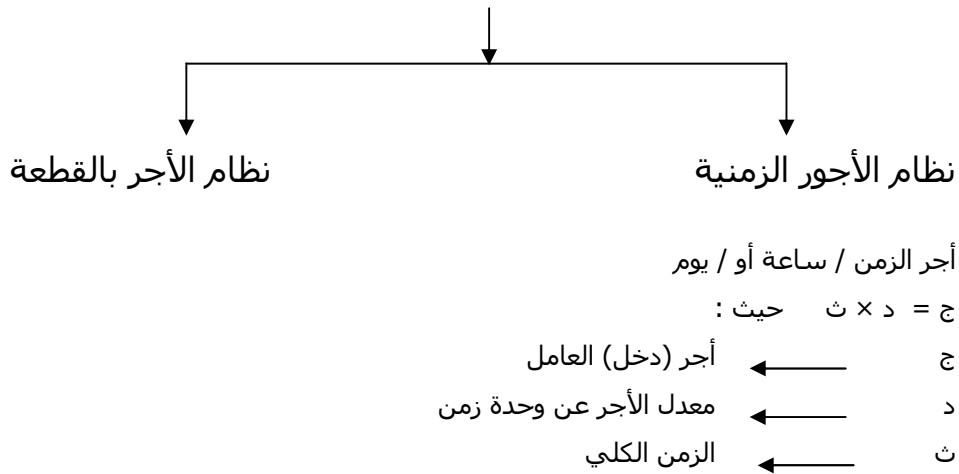 نظام الأجور الزمنية
نظام الأجر بالقطعة
أجر الزمن / ساعة أو / يوم
ج = د × ث حيث :
ج أجر (دخل) العامل
د معدل الأجر عن وحدة زمن
ث الزمن الكلي